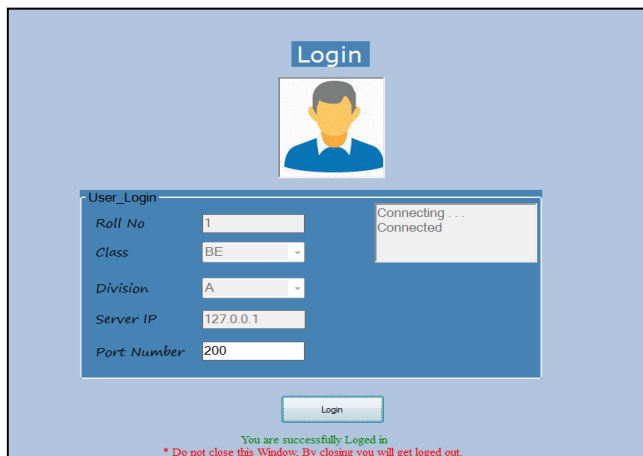 Login
User_Login
Roll No 1
Connecting . . .
Connected
Class BE
Division A
Server IP 127.0.0.1
Port Number 200
Login
You are successfully Loged in
* Do not close this Window. By closing you will get loged out.